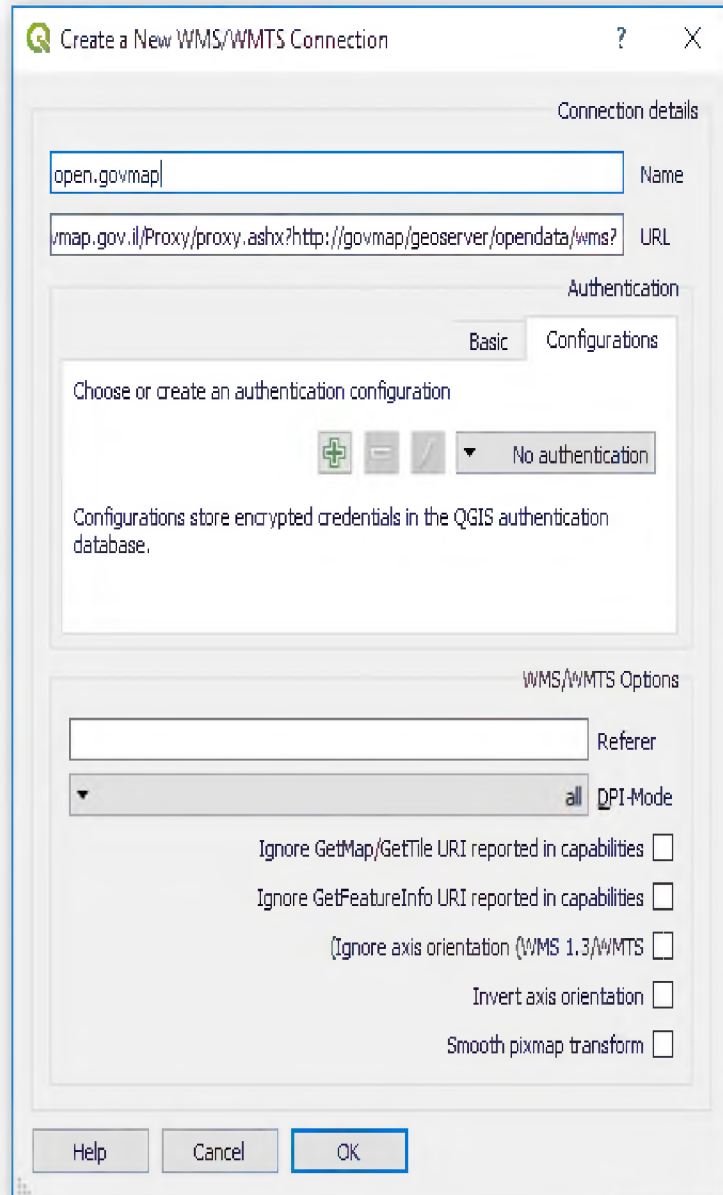 Create a New WMS/WMTS Connection ? X
Connection details
open.govmap Name
vmap.gov.il/Proxy/proxy.ashx?http://govmap/geoserver/opendata/wms? URL
Authentication
Basic Configurations
Choose or create an authentication configuration
No authentication
Configurations store encrypted credentials in the QGIS authentication
database.
WMS/WMTS Options
Referer
all DPI-Mode
Ignore GetMap/GetTile URI reported in capabilities
Ignore GetFeatureInfo URI reported in capabilities
(Ignore axis orientation (WMS 1.3/WMTS
Invert axis orientation
Smooth pixmap transform
Help Cancel OK